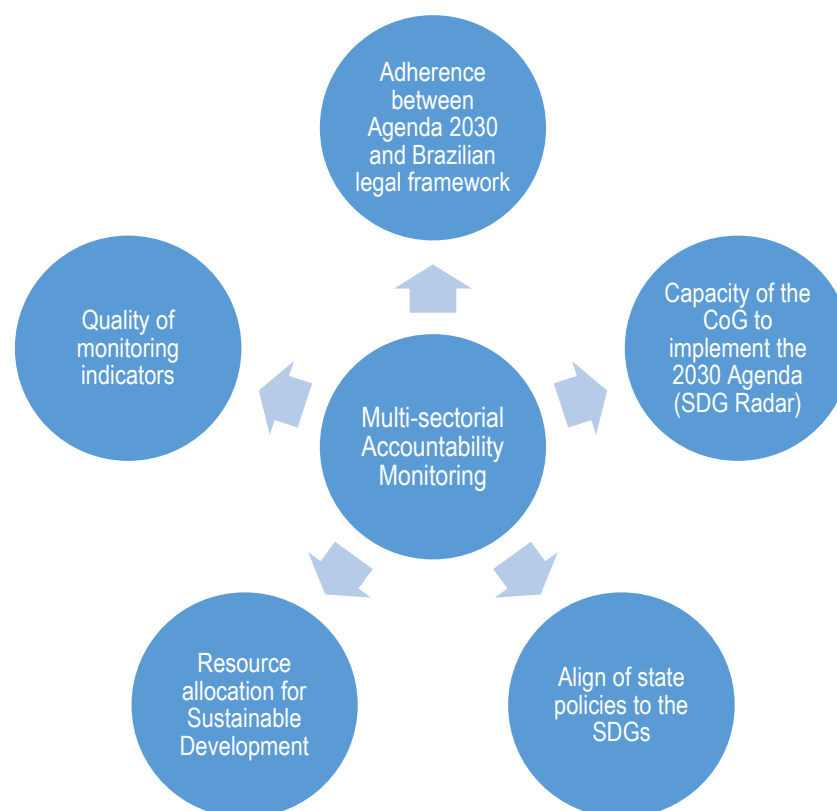 Adherence
between
Agenda 2030
and Brazilian
legal framework
Capacity of the
CoG to
implement the
2030 Agenda
(SDG Radar)
Quality of
monitoring
indicators
Multi-sectorial
Accountability
Monitoring
Resource
allocation for
Sustainable
Development
Align of state
policies to the
SDGs